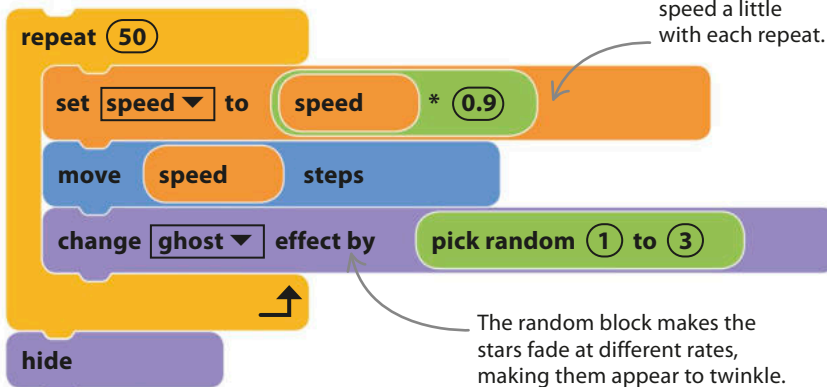 speed a little
with each repeat.
repeat 50
set speed to speed * 0.9
move speed steps
change ghost effect by pick random 1 to 3
The random block makes the
stars fade at different rates,
making them appear to twinkle.
hide